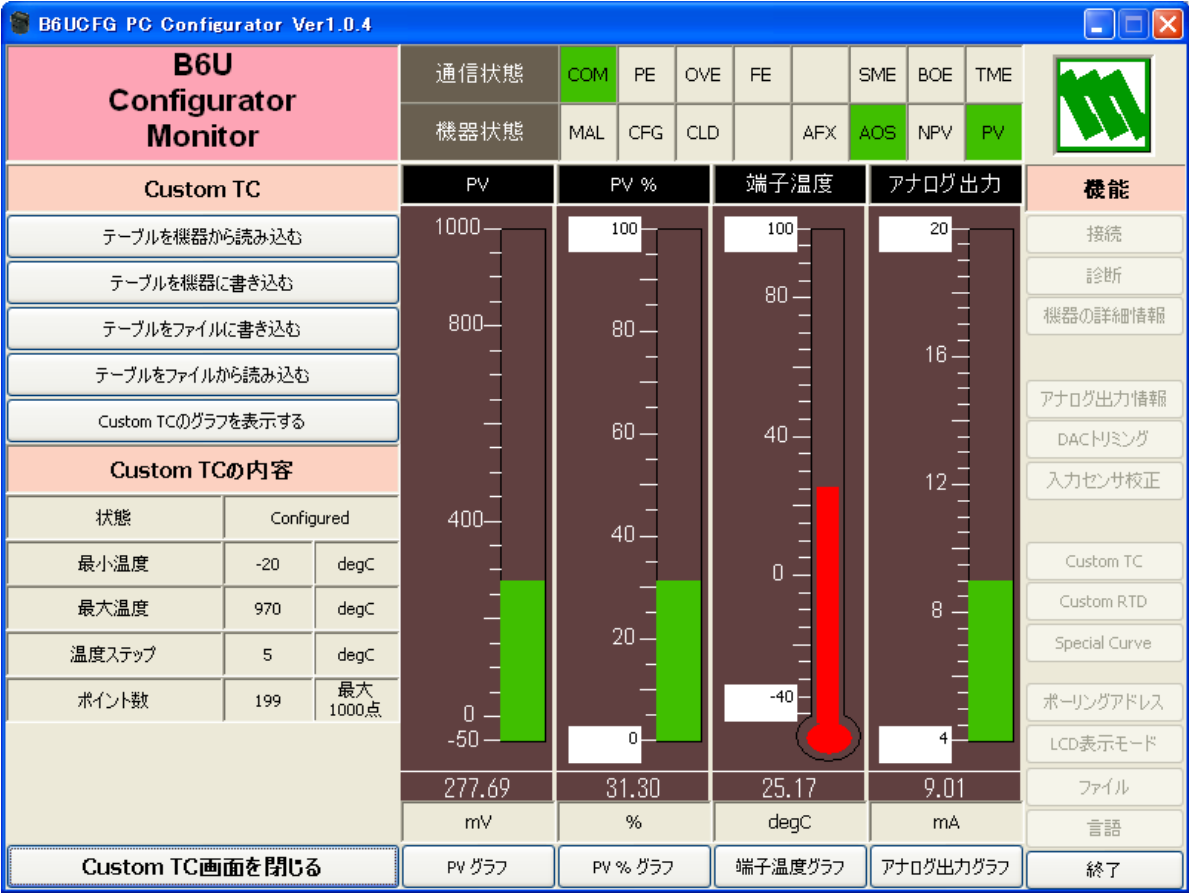 B6UCFG PC Configurator Ver1.0.4
B6U
Configurator
Monitor
通信状態 COM PE OVE FE SME BOE TME
機器状態 MAL CFG CLD AFX AOS NPV PV
Custom TC
テーブルを機器から読み込む
テーブルを機器に書き込む
テーブルをファイルに書き込む
テーブルをファイルから読み込む
Custom TCのグラフを表示する
Custom TCの内容
状態 Configured
最小温度 -20 degC
最大温度 970 degC
温度ステップ 5 degC
ポイント数 199 最大
1000点
Custom TC画面を閉じる
PV
1000
800
400
0
-50
277.69
mV
PV グラフ
PV %
100
80
60
40
20
0
31.30
%
PV % グラフ
端子温度
100
80
40
0
-40
25.17
degC
端子温度グラフ
アナログ出力
20
16
12
8
4
9.01
mA
アナログ出力グラフ
機能
接続
診断
機器の詳細情報
アナログ出力情報
DACトリミング
入力センサ校正
Custom TC
Custom RTD
Special Curve
ポーリングアドレス
LCD表示モード
ファイル
言語
終了